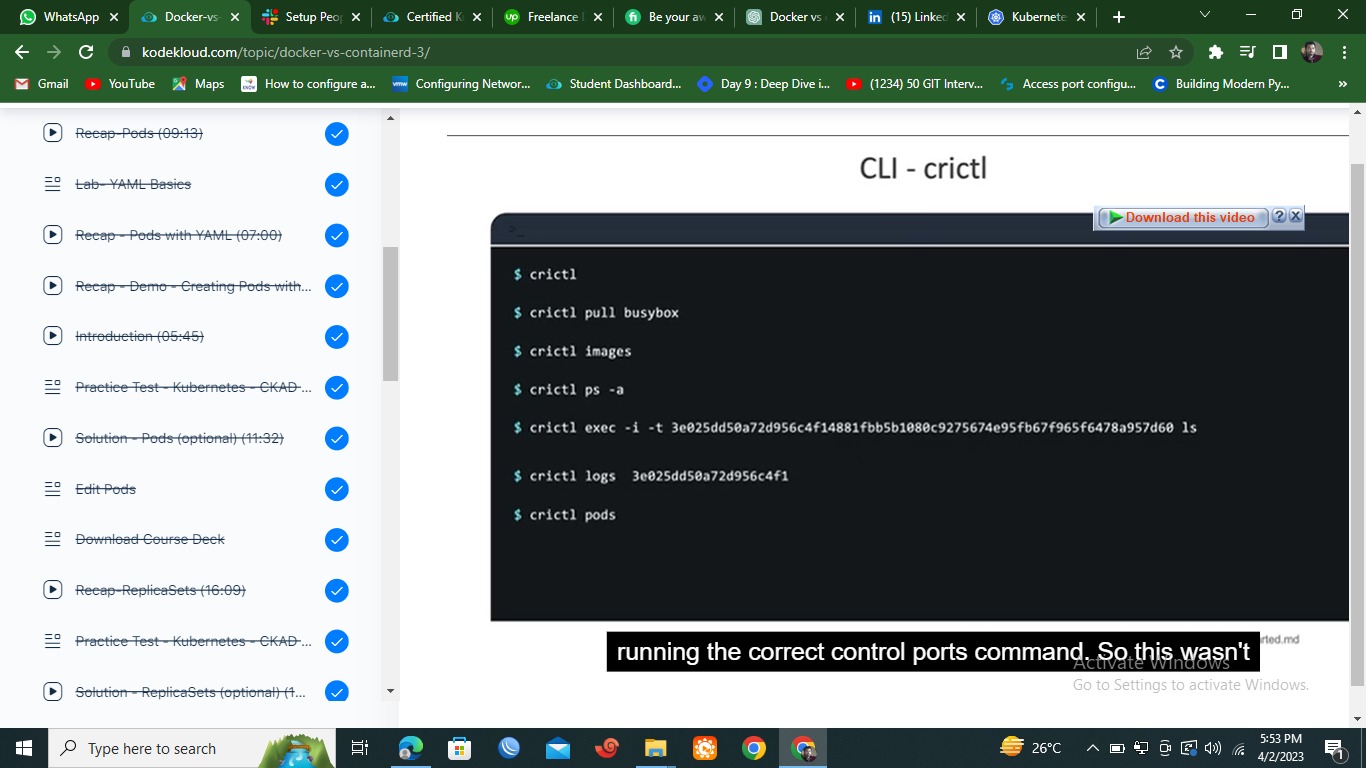 WhatsApp
Docker-vs-
Setup Peop
Certified K
Freelance
Be your aw
Docker vs
(15) Linked
Kubernete
kodekloud.com/topic/docker-vs-containerd-3/
Gmail
YouTube
Maps
How to configure a...
Configuring Networ...
Student Dashboard...
Day 9 : Deep Dive i...
(1234) 50 GIT Interv...
Access port configu...
Building Modern Py...
»
Recap-Pods (09:13)
Lab- YAML Basics
Recap - Pods with YAML (07:00)
Recap - Demo - Creating Pods with...
Introduction (05:45)
Practice Test - Kubernetes - CKAD ...
Solution - Pods (optional) (11:32)
Edit Pods
Download Course Deck
Recap-ReplicaSets (16:09)
Practice Test - Kubernetes - CKAD ...
Solution - ReplicaSets (optional) (1...
CLI - crictl
Download this video
? X
>_
$ crictl
$ crictl pull busybox
$ crictl images
$ crictl ps -a
$ crictl exec -i -t 3e025dd50a72d956c4f14881fbb5b1080c9275674e95fb67f965f6478a957d60 ls
$ crictl logs 3e025dd50a72d956c4f1
$ crictl pods
rted.md
running the correct control ports command. So this wasn't
Activate Windows
Go to Settings to activate Windows.
Type here to search
26°C
5:53 PM
4/2/2023
1